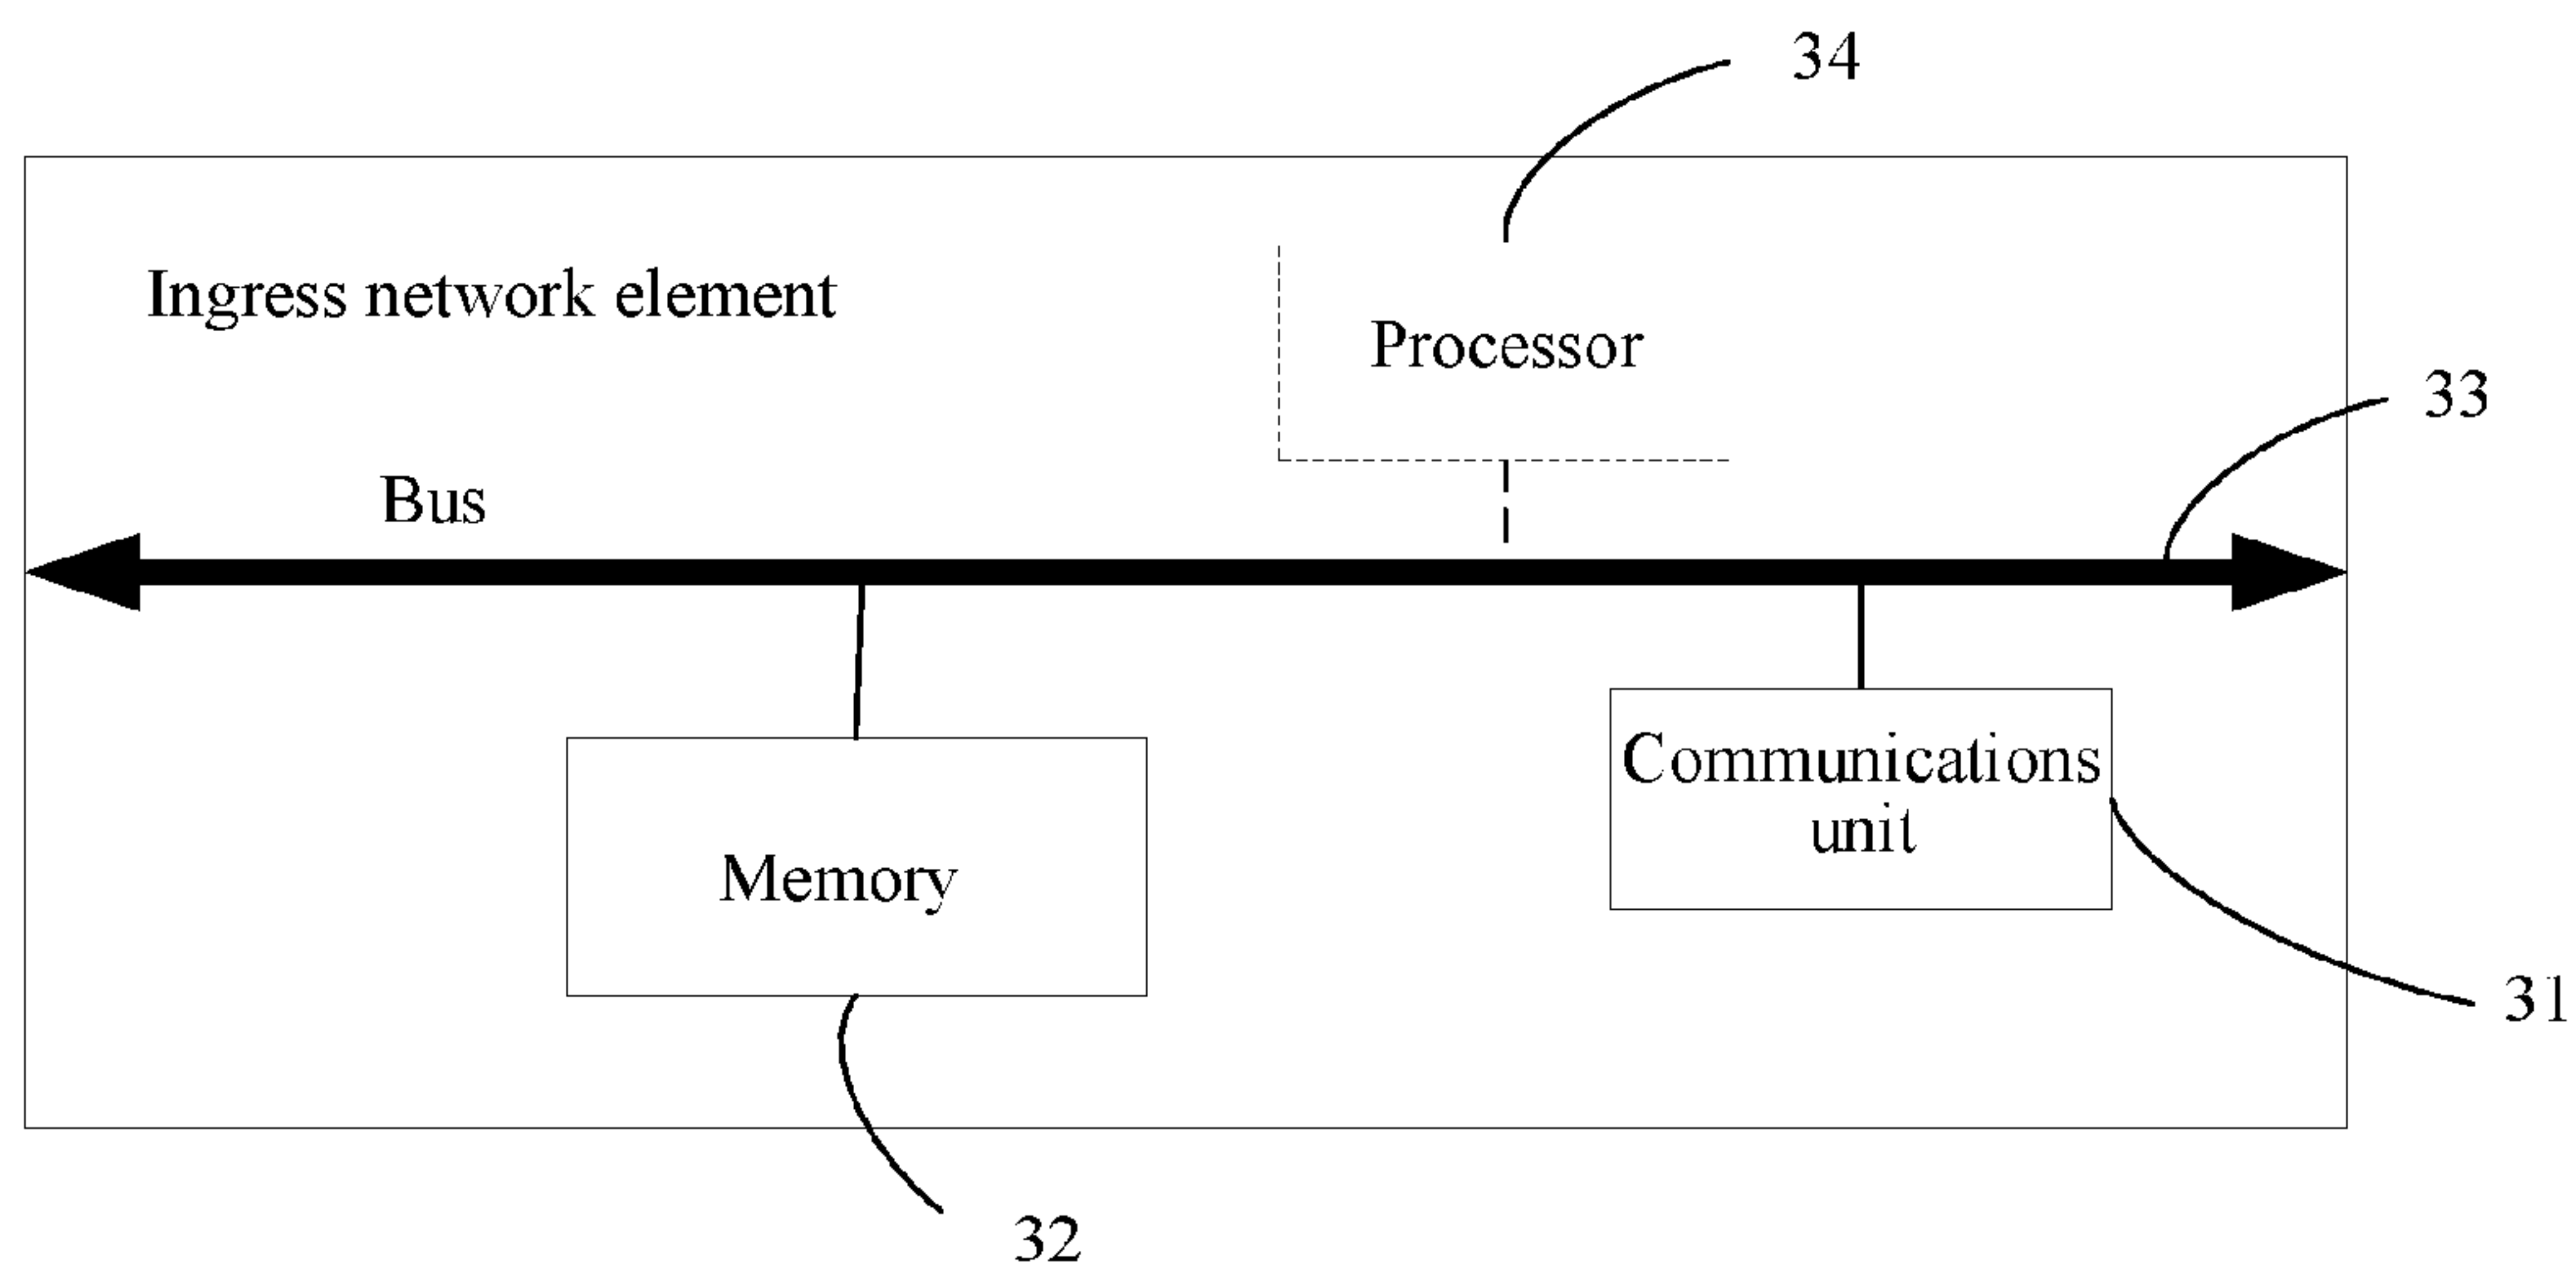 34
Ingress network element
Processor
33
Bus
Communications
unit
Memory
31
32